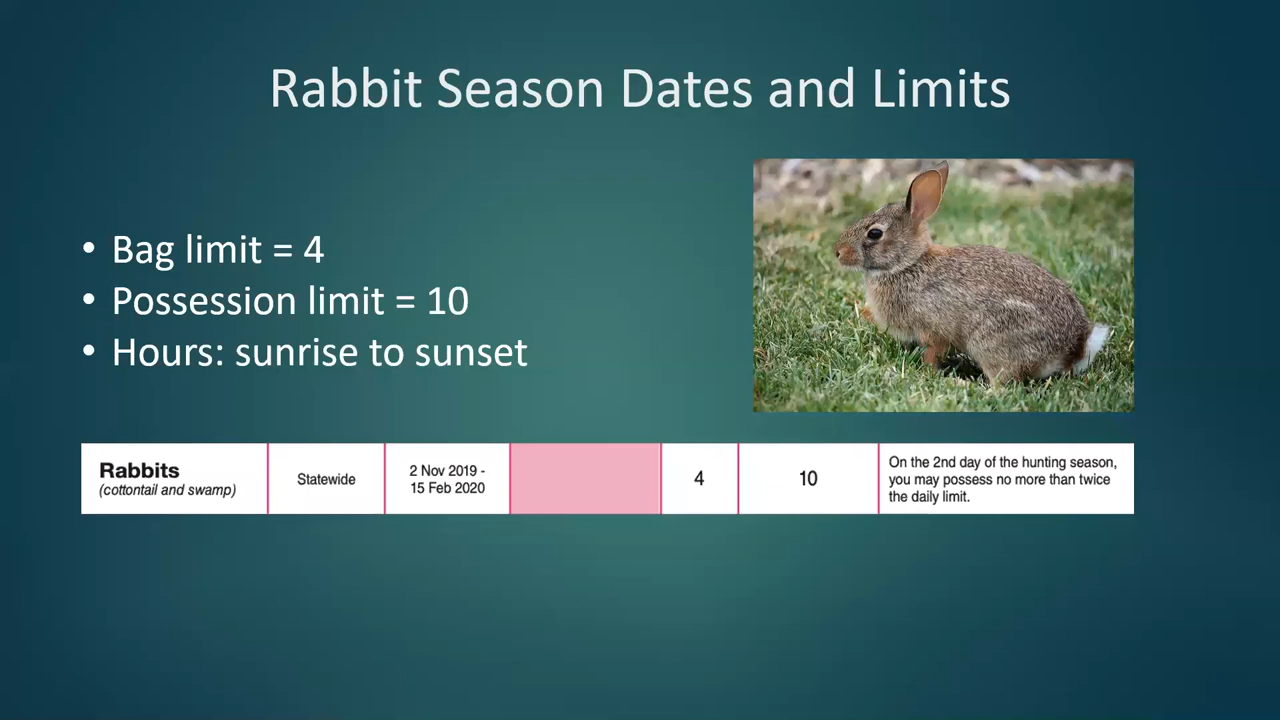 Rabbit Season Dates and Limits
• Bag limit = 4
• Possession limit = 10
• Hours: sunrise to sunset
Rabbits
(cottontail and swamp)
Statewide
2 Nov 2019 -
15 Feb 2020
4
10
On the 2nd day of the hunting season,
you may possess no more than twice
the daily limit.